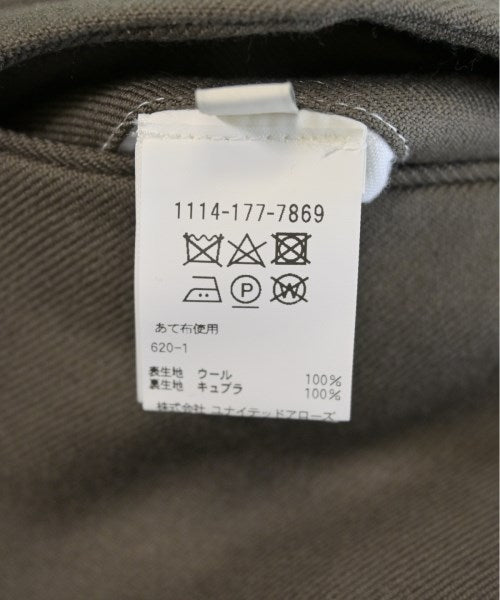 1114-177-7869
P W
あて布使用
620-1
表生地 ウール 100%
裏生地 キュプラ 100%
株式会社 ユナイテッドアローズ